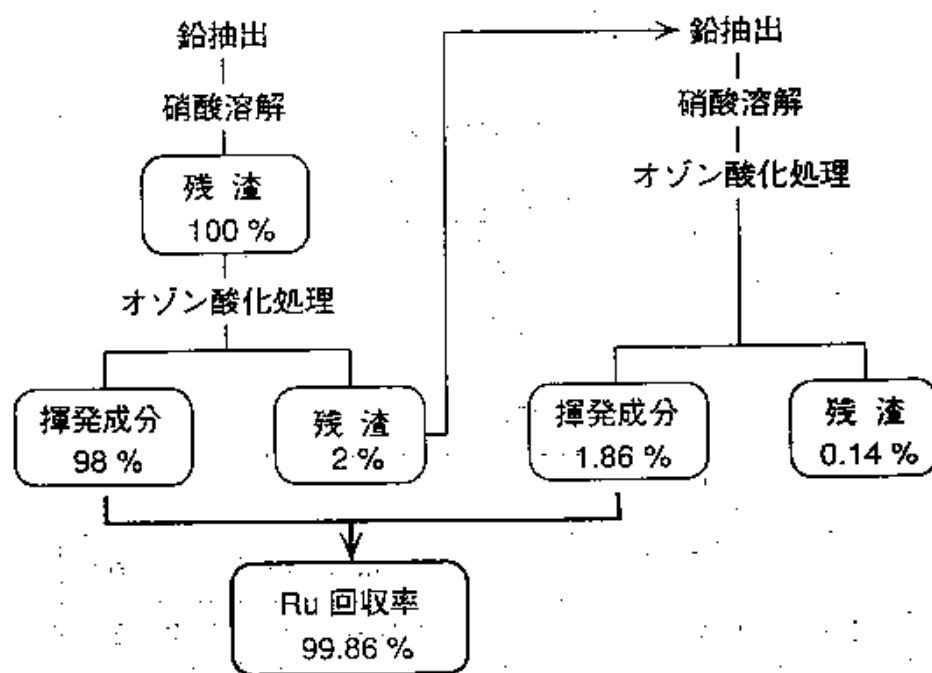 鉛抽出
硝酸溶解
残 渣
100 %
オゾン酸化処理
揮発成分
98 %
残 渣
2 %
鉛抽出
硝酸溶解
オゾン酸化処理
揮発成分
1.86 %
残 渣
0.14 %
Ru 回収率
99.86 %